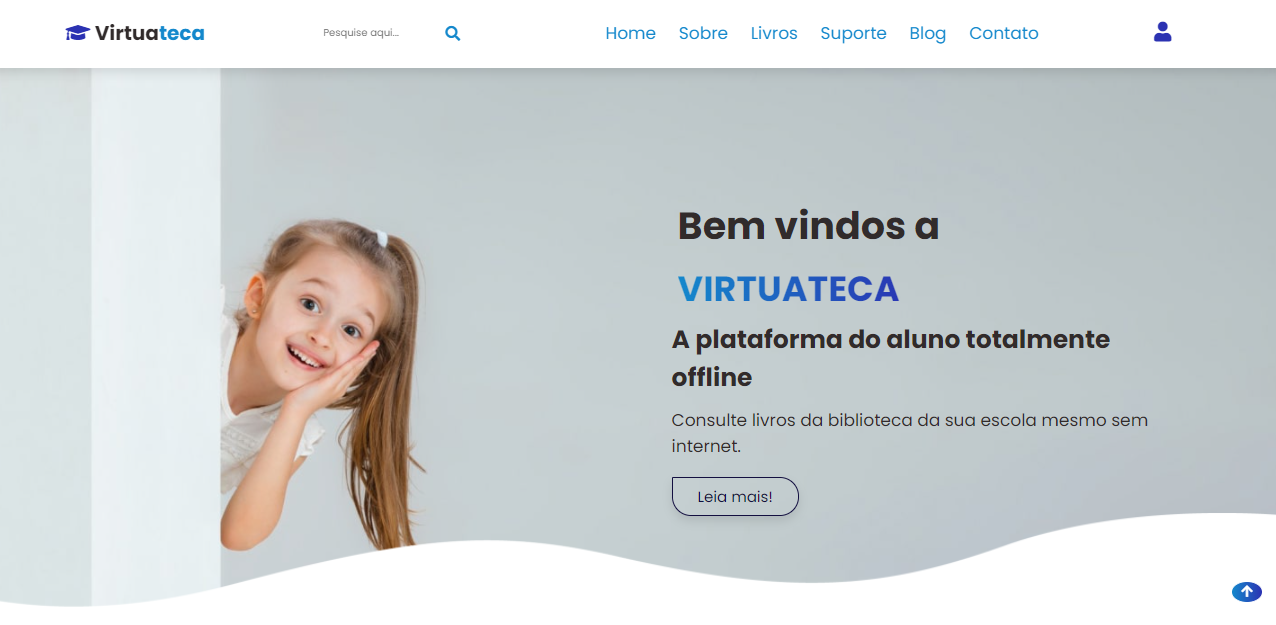 Virtuateca
Pesquise aqui...
Home Sobre Livros Suporte Blog Contato
Bem vindos a
VIRTUATECA
A plataforma do aluno totalmente
offline
Consulte livros da biblioteca da sua escola mesmo sem
internet.
Leia mais!